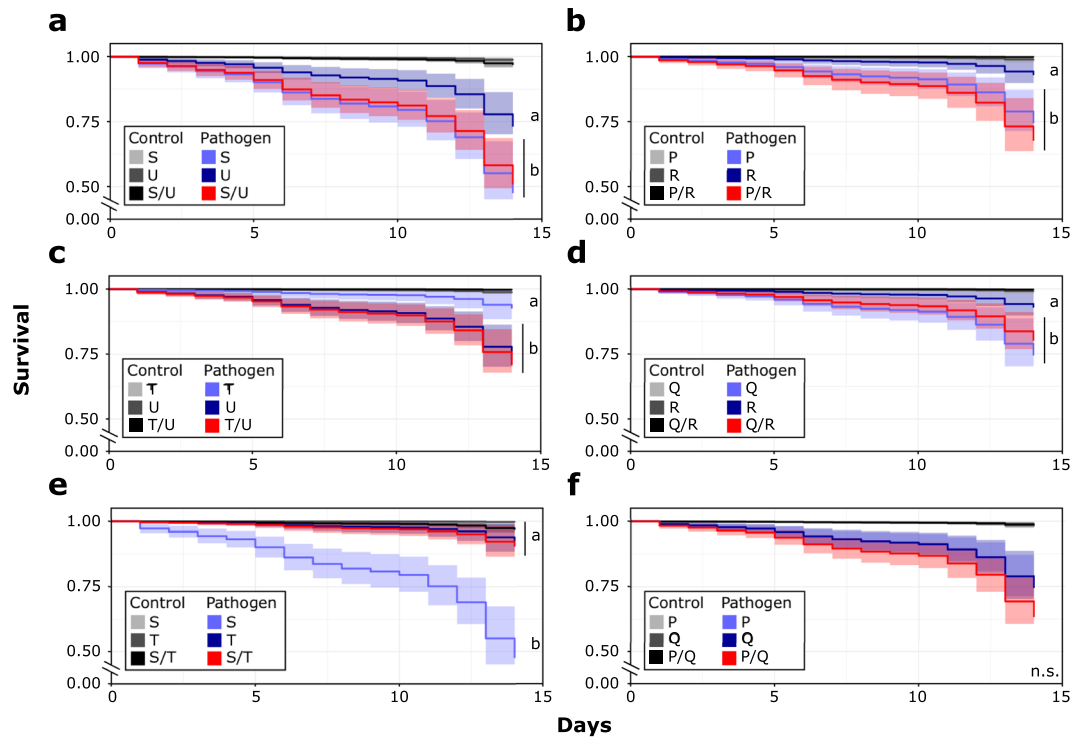 a
1.00
0.75
0.50
0.00
Control Pathogen
S S
U U
S/U S/U
a
b
0 5 10 15
b
1.00
0.75
0.50
0.00
Control Pathogen
P P
R R
P/R P/R
a
b
0 5 10 15
c
1.00
0.75
0.50
0.00
Control Pathogen
T T
U U
T/U T/U
a
b
0 5 10 15
d
1.00
0.75
0.50
0.00
Control Pathogen
Q Q
R R
Q/R Q/R
a
b
0 5 10 15
e
1.00
0.75
0.50
0.00
Control Pathogen
S S
T T
S/T S/T
a
b
0 5 10 15
f
1.00
0.75
0.50
0.00
Control Pathogen
P P
Q Q
P/Q P/Q
n.s.
0 5 10 15
Survival
Days